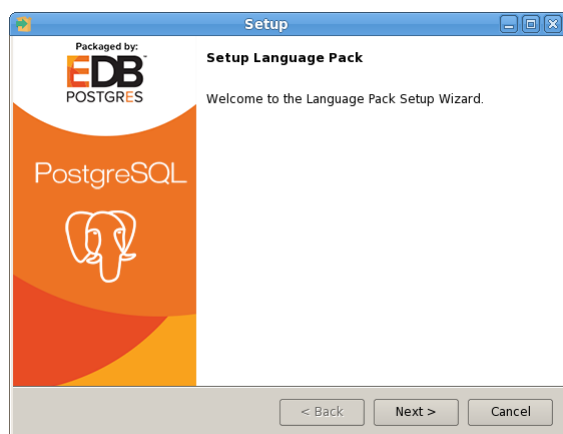 Setup
Packaged by:
EDB
POSTGRES
PostgreSQL
Setup Language Pack
Welcome to the Language Pack Setup Wizard.
< Back
Next >
Cancel